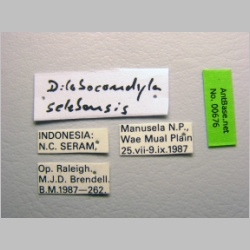 Dilobocondyla
selebensis
INDONESIA:
N.C. SERAM,
Manusela N.P.,
Wae Mual Plain
25.vii-9.ix.1987
Op. Raleigh.
M.J.D. Brendell.
B.M.1987—262.
AntBase.net
No. 00676